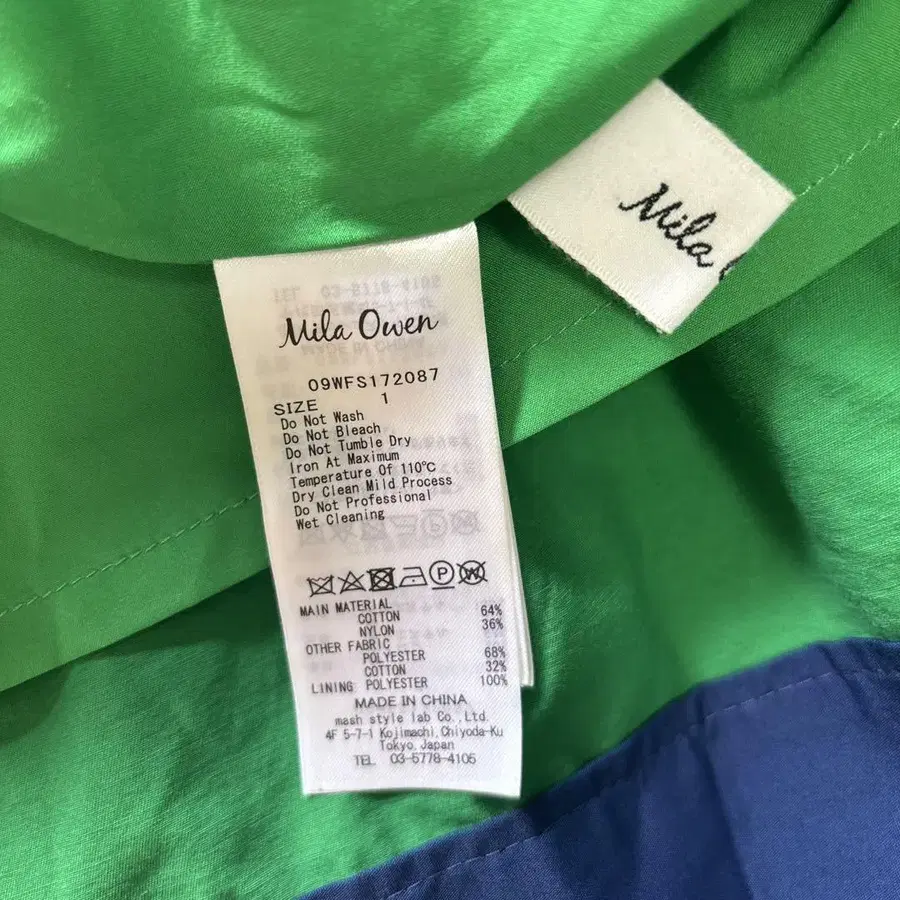 Mila
Mila Owen
09WFS172087
SIZE 1
Do Not Wash
Do Not Bleach
Do Not Tumble Dry
Iron At Maximum
Temperature Of 110℃
Dry Clean Mild Process
Do Not Professional
Wet Cleaning
P W
MAIN MATERIAL
COTTON 64%
NYLON 36%
OTHER FABRIC
POLYESTER 68%
COTTON 32%
LINING POLYESTER 100%
MADE IN CHINA
mash style lab Co.,Ltd.
4F 5-7-1 Kojimachi,Chiyoda-Ku
Tokyo,Japan
TEL 03-5778-4105